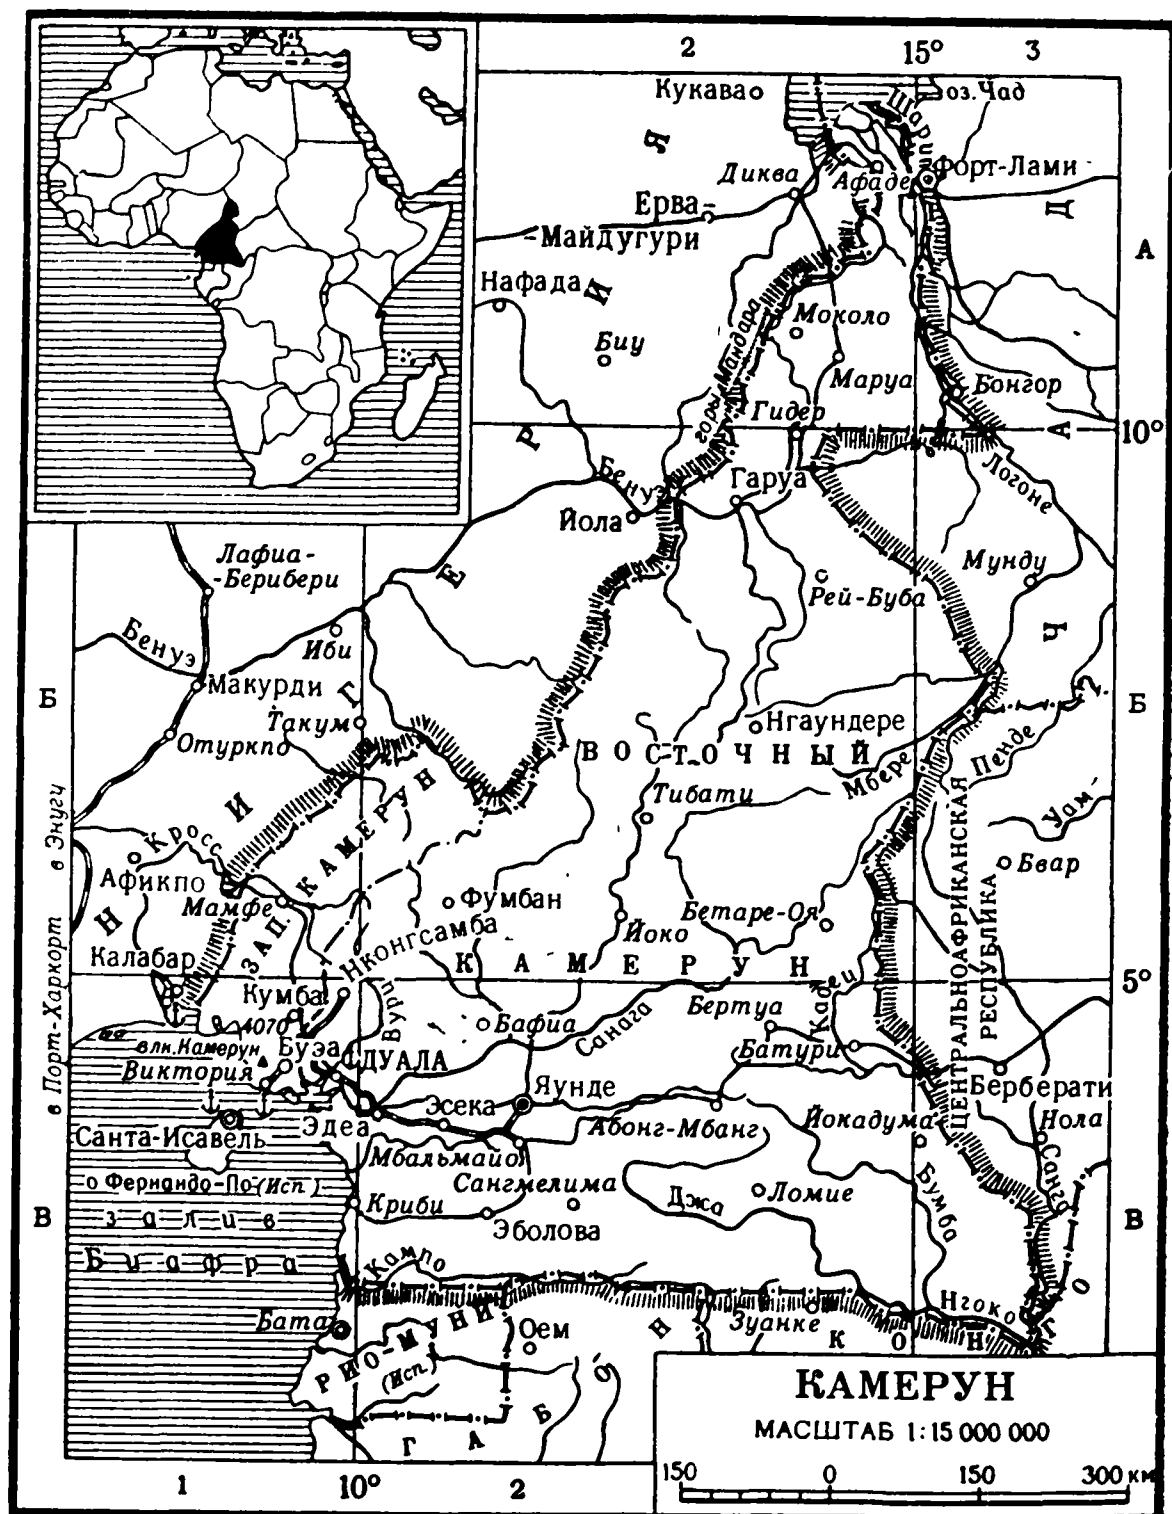 2
15°
3
Кукава
оз. Чад
Шари
Я
Диква
Афаде
Форт-Лами
Ерва-
-Майдугури
Д
А
Нафада
И
Моколо
Биу
горы Мандара
Маруа
Бонгор
Гидер
Р
А
10°
Бенуэ
Гаруа
Логоне
Йола
Лафиа-
-Берибери
Е
Мунду
Рей-Буба
Бенуэ
Иби
Ч
Б
Макурди
Г
Такум
Нгаундере
Б
Отуркпо
ВОСТОЧНЫЙ
Мбере
Пенде
И
Тибати
Уам
в Энугу
Кросс
КАМЕРУН
Бвар
Афикпо
Мамфе
Фумбан
Бетаре-Оя
ЦЕНТРАЛЬНОАФРИКАНСКАЯ
РЕСПУБЛИКА
Н
ЗАП.
Йоко
Калабар
Нконгсамба
КАМЕРУН
Кумба
5°
4070
Вури
Бафиа
Санага
Бертуа
Кадеи
влк. Камерун
Буэа
ДУАЛА
Батури
в Порт-Харкорт
Виктория
Яунде
Берберати
Эсека
Санта-Исавель
Эдеа
Абонг-Мбанг
Йокадума
Нола
Мбальмайо
Санга
о Фернандо-По (Исп.)
Криби
Сангмелима
Джа
Ломие
Бумба
В
залив
Эболова
В
Биафра
Кампо
О
Нгоко
Бата
РИО-МУНИ
(Исп.)
Оем
Н
Зуанке
К О Н Г
О
Б
Г А
КАМЕРУН
МАСШТАБ 1:15 000 000
150 0 150 300 км
1
10°
2